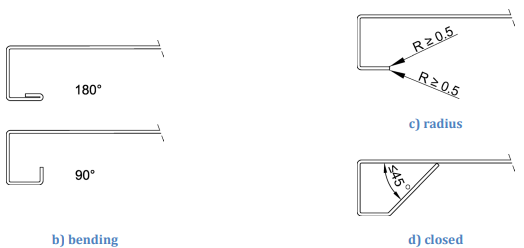 180°
90°
b) bending
R ≥ 0.5
R ≥ 0.5
c) radius
≤45°
d) closed